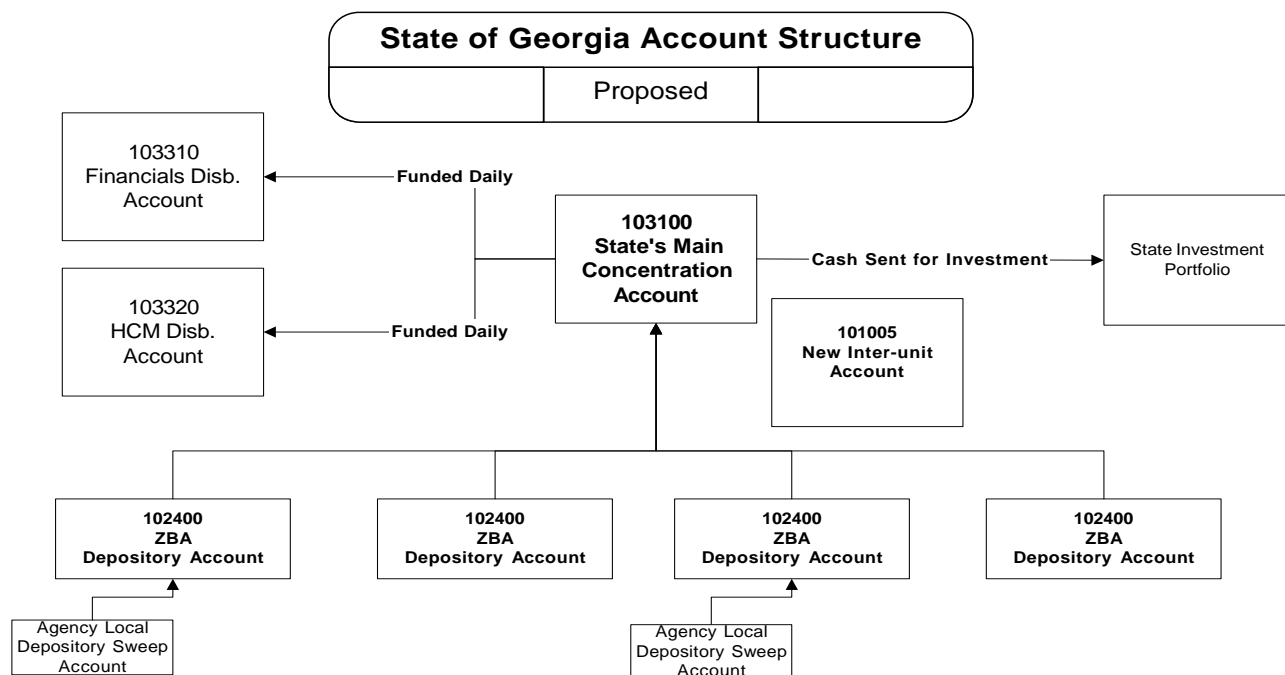 State of Georgia Account Structure
Proposed
103310
Financials Disb.
Account
Funded Daily
103100
State's Main
Concentration
Account
Cash Sent for Investment
State Investment
Portfolio
103320
HCM Disb.
Account
Funded Daily
101005
New Inter-unit
Account
102400
ZBA
Depository Account
102400
ZBA
Depository Account
102400
ZBA
Depository Account
102400
ZBA
Depository Account
Agency Local
Depository Sweep
Account
Agency Local
Depository Sweep
Account